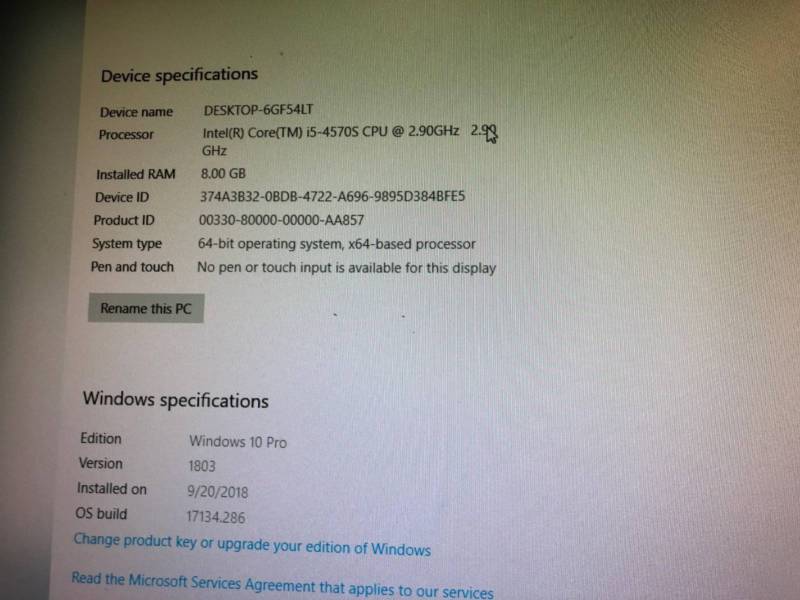 Device specifications
Device name DESKTOP-6GF54LT
Processor Intel(R) Core(TM) i5-4570S CPU @ 2.90GHz 2.90
GHz
Installed RAM 8.00 GB
Device ID 374A3B32-0BDB-4722-A696-9895D384BFE5
Product ID 00330-80000-00000-AA857
System type 64-bit operating system, x64-based processor
Pen and touch No pen or touch input is available for this display
Rename this PC
Windows specifications
Edition Windows 10 Pro
Version 1803
Installed on 9/20/2018
OS build 17134.286
Change product key or upgrade your edition of Windows
Read the Microsoft Services Agreement that applies to our services